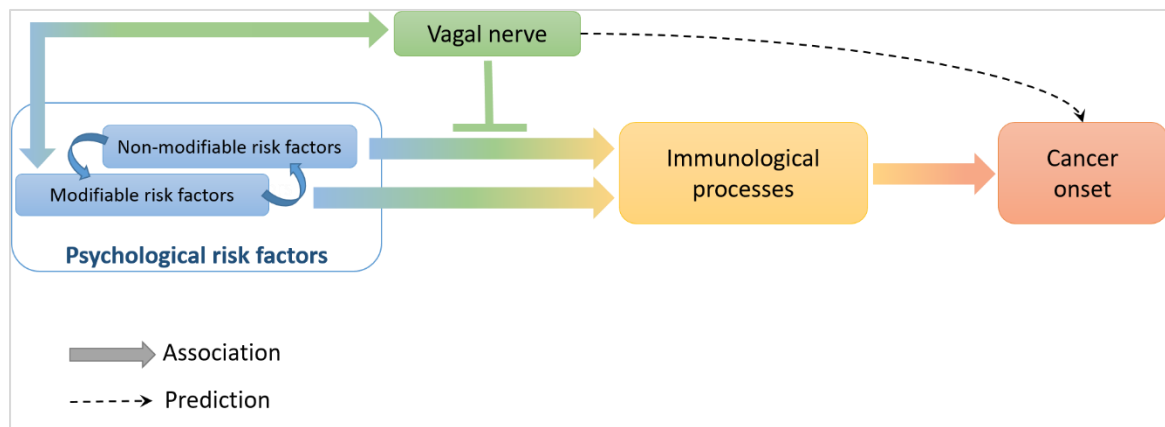 Vagal nerve
Non-modifiable risk factors
Modifiable risk factors
Psychological risk factors
Immunological
processes
Cancer
onset
Association
Prediction